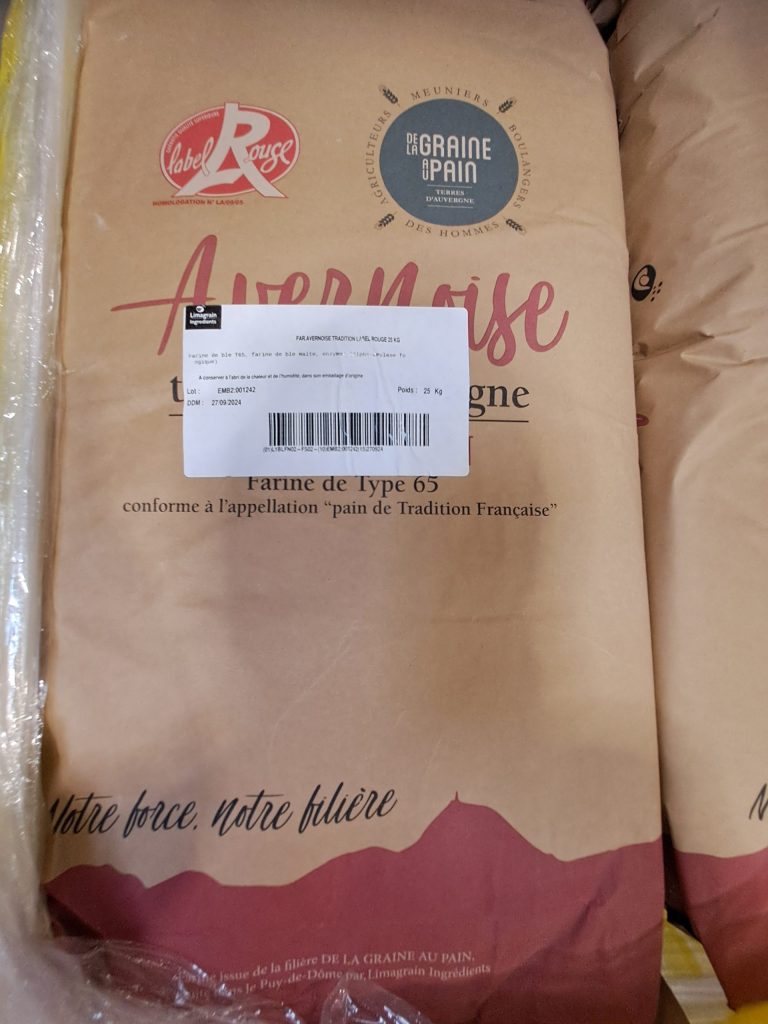 label Rouge
HOMOLOGATION N° LA/09/05
AGRICULTEURS MEUNIERS BOULANGERS
DE LA GRAINE
AU PAIN
TERRES
D'AUVERGNE
DES HOMMES
Avernoise
Limagrain
Ingredients
FAR AVERNOISE TRADITION LABEL ROUGE 25 KG
Farine de blé T65, farine de blé malté,
A conserver à l'abri de la chaleur et de l'humidité, dans son emballage d'origine
Lot : EMB2:001242 Poids : 25 Kg
DDM : 27/09/2024
gne
Farine de Type 65
conforme à l'appellation “pain de Tradition Française”
Notre force, notre filière
issue de la filière DE LA GRAINE AU PAIN,
le Puy-de-Dôme par Limagrain Ingrédients